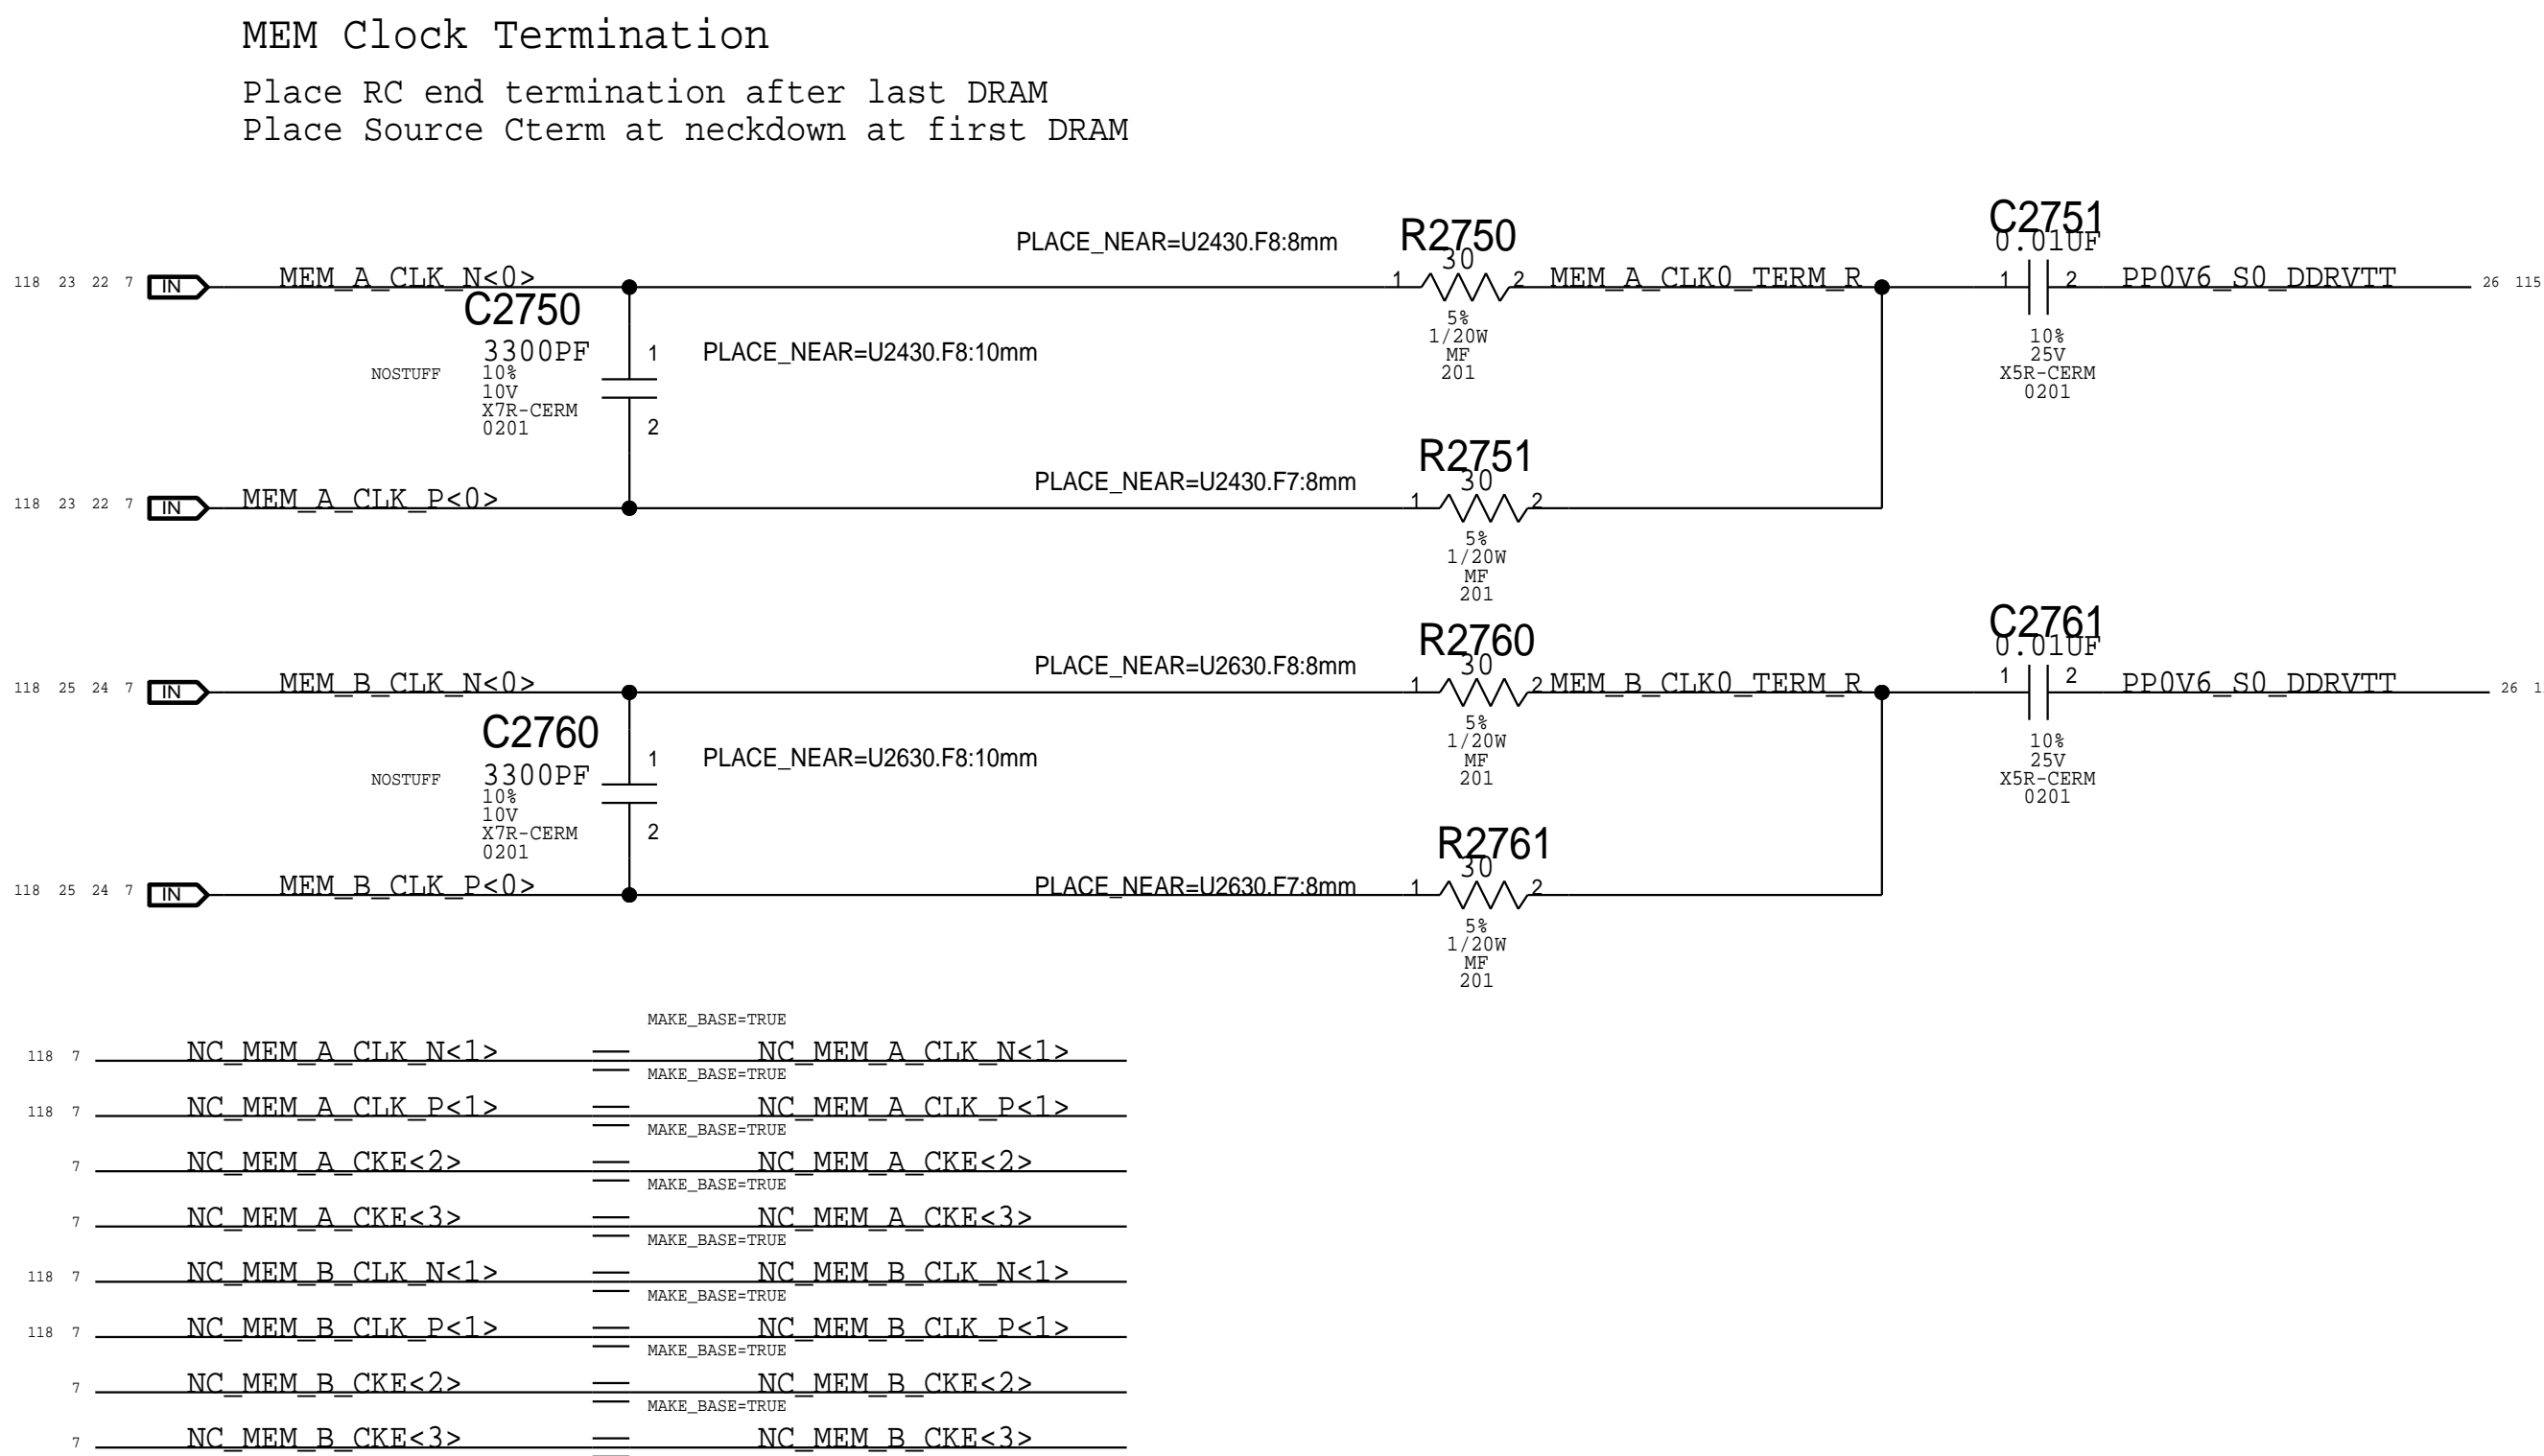 MEM Clock Termination
Place RC end termination after last DRAM
Place Source Cterm at neckdown at first DRAM
118 23 22 7 IN MEM_A_CLK_N<0>
PLACE_NEAR=U2430.F8:8mm
R2750
30
1 2
5%
1/20W
MF
201
MEM_A_CLK0_TERM_R
C2751
0.01UF
1 2
10%
25V
X5R-CERM
0201
PP0V6_S0_DDRVTT 26 115
C2750
3300PF
NOSTUFF
10%
10V
X7R-CERM
0201
1
2
PLACE_NEAR=U2430.F8:10mm
118 23 22 7 IN MEM_A_CLK_P<0>
PLACE_NEAR=U2430.F7:8mm
R2751
30
1 2
5%
1/20W
MF
201
118 25 24 7 IN MEM_B_CLK_N<0>
PLACE_NEAR=U2630.F8:8mm
R2760
30
1 2
5%
1/20W
MF
201
MEM_B_CLK0_TERM_R
C2761
0.01UF
1 2
10%
25V
X5R-CERM
0201
PP0V6_S0_DDRVTT 26
C2760
3300PF
NOSTUFF
10%
10V
X7R-CERM
0201
1
2
PLACE_NEAR=U2630.F8:10mm
118 25 24 7 IN MEM_B_CLK_P<0>
PLACE_NEAR=U2630.F7:8mm
R2761
30
1 2
5%
1/20W
MF
201
MAKE_BASE=TRUE
118 7 NC_MEM_A_CLK_N<1> NC_MEM_A_CLK_N<1>
MAKE_BASE=TRUE
118 7 NC_MEM_A_CLK_P<1> NC_MEM_A_CLK_P<1>
MAKE_BASE=TRUE
7 NC_MEM_A_CKE<2> NC_MEM_A_CKE<2>
MAKE_BASE=TRUE
7 NC_MEM_A_CKE<3> NC_MEM_A_CKE<3>
MAKE_BASE=TRUE
118 7 NC_MEM_B_CLK_N<1> NC_MEM_B_CLK_N<1>
MAKE_BASE=TRUE
118 7 NC_MEM_B_CLK_P<1> NC_MEM_B_CLK_P<1>
MAKE_BASE=TRUE
7 NC_MEM_B_CKE<2> NC_MEM_B_CKE<2>
MAKE_BASE=TRUE
7 NC_MEM_B_CKE<3> NC_MEM_B_CKE<3>